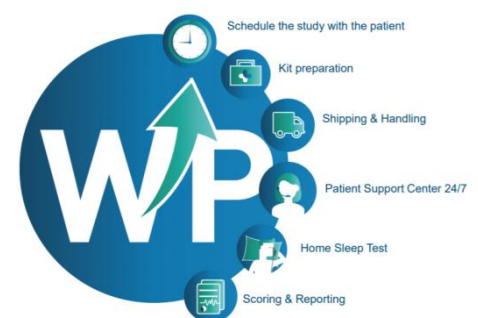 Schedule the study with the patient
Kit preparation
Shipping & Handling
WP
Patient Support Center 24/7
Home Sleep Test
Scoring & Reporting